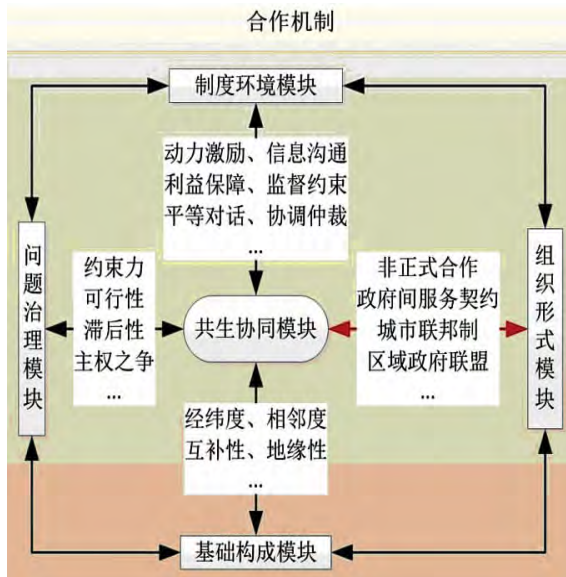 合作机制
制度环境模块
动力激励、信息沟通
利益保障、监督约束
平等对话、协调仲裁
...
问题治理模块
约束力
可行性
滞后性
主权之争
...
共生协同模块
非正式合作
政府间服务契约
城市联邦制
区域政府联盟
...
组织形式模块
经纬度、相邻度
互补性、地缘性
...
基础构成模块